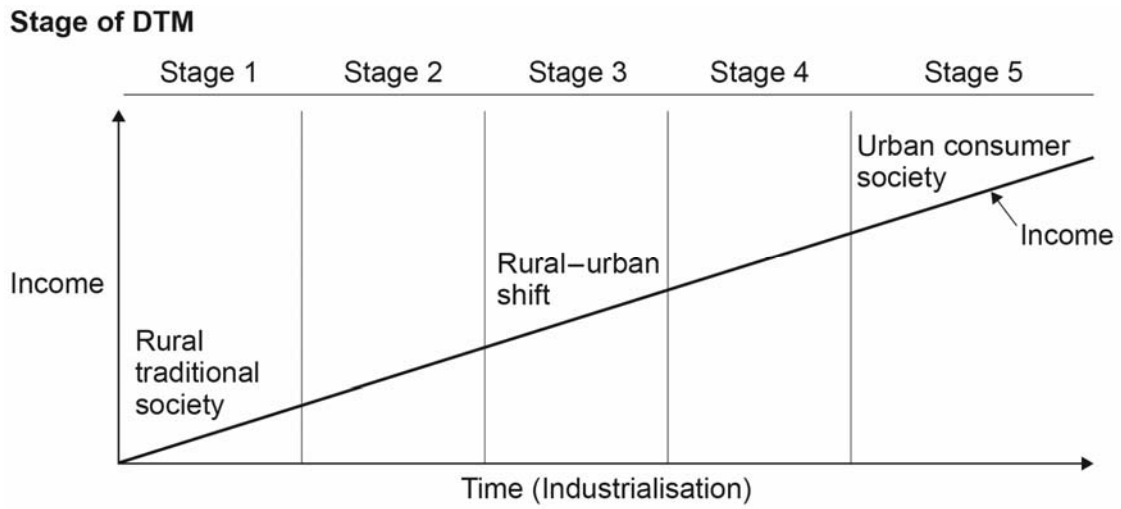 Stage of DTM
Stage 1 Stage 2 Stage 3 Stage 4 Stage 5
Urban consumer
society
Income
Rural–urban
shift
Income
Rural
traditional
society
Time (Industrialisation)